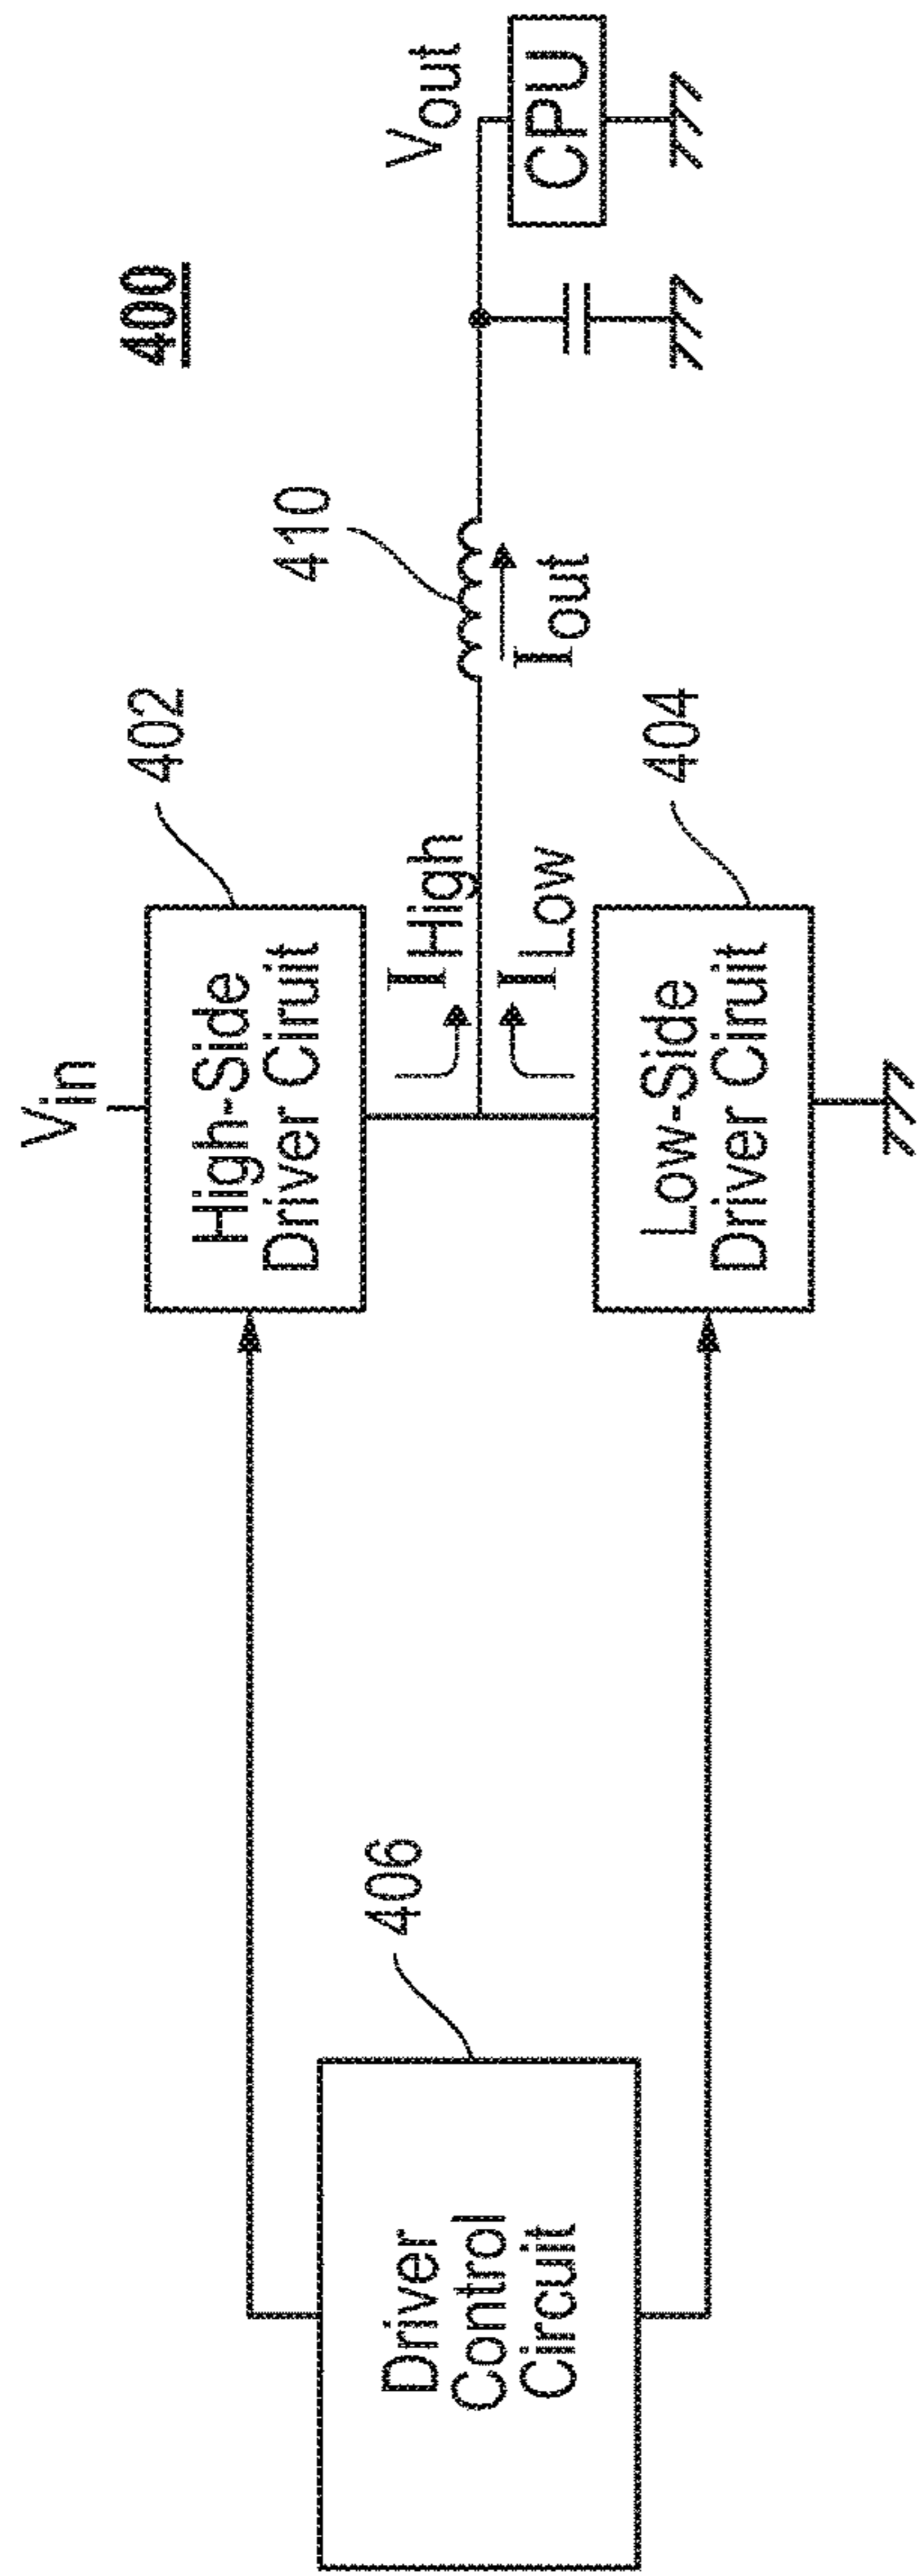 400
Vin
402
High-Side
Driver Ciruit
410
Vout
IHigh
ILow
Iout
CPU
406
Driver
Control
Circuit
404
Low-Side
Driver Ciruit